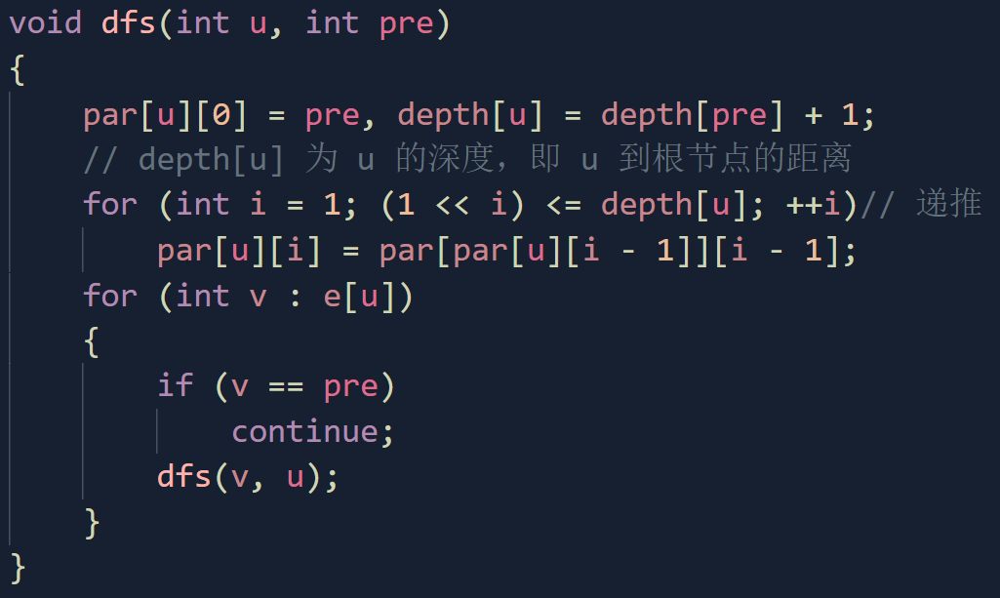 void dfs(int u, int pre)
{
    par[u][0] = pre, depth[u] = depth[pre] + 1;
    // depth[u] 为 u 的深度，即 u 到根节点的距离
    for (int i = 1; (1 << i) <= depth[u]; ++i)// 递推
        par[u][i] = par[par[u][i - 1]][i - 1];
    for (int v : e[u])
    {
        if (v == pre)
            continue;
        dfs(v, u);
    }
}